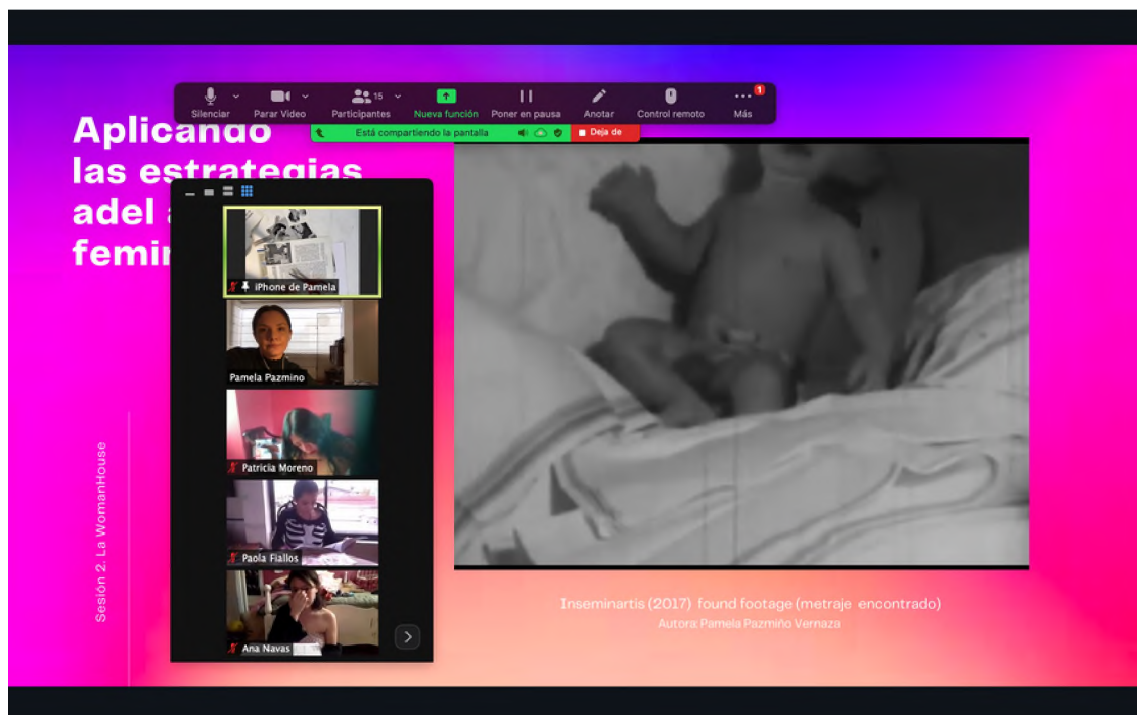 Silenciar
Parar Video
Participantes
15
Nueva función
Poner en pausa
Anotar
Control remoto
Más
1
Está compartiendo la pantalla
Deja de
Aplicando
las estrategias
adel
femin
iPhone de Pamela
Pamela Pazmino
Patricia Moreno
Paola Fiallos
Ana Navas
Sesión 2. La WomanHouse
Inseminartis (2017) found footage (metraje encontrado)
Autora: Pamela Pazmiño Vernaza